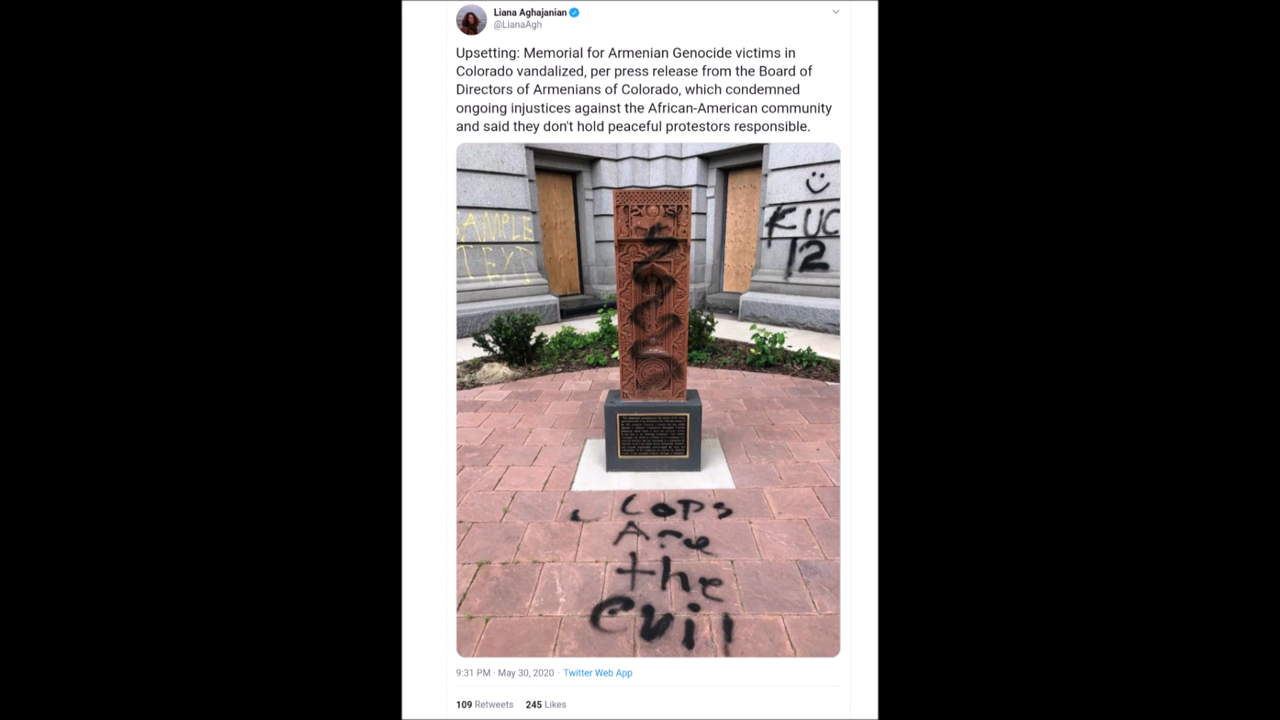 Liana Aghajanian
@LianaAgh
Upsetting: Memorial for Armenian Genocide victims in
Colorado vandalized, per press release from the Board of
Directors of Armenians of Colorado, which condemned
ongoing injustices against the African-American community
and said they don't hold peaceful protestors responsible.
SAMPLE
TEXT
FUC
12
Cops
Are
the
evil
9:31 PM · May 30, 2020 · Twitter Web App
109 Retweets 245 Likes